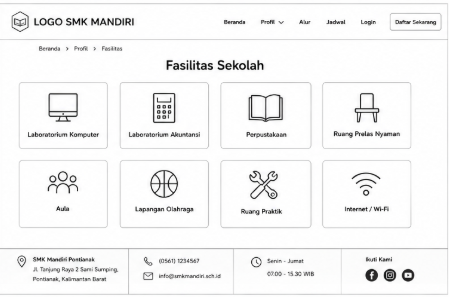 LOGO SMK MANDIRI
Beranda Profil Alur Jadwal Login Daftar Sekarang
Beranda > Profil > Fasilitas
Fasilitas Sekolah
Laboratorium Komputer
Laboratorium Akuntansi
Perpustakaan
Ruang Prelas Nyaman
Aula
Lapangan Olahraga
Ruang Praktik
Internet / Wi-Fi
SMK Mandiri Pontianak
Jl. Tanjung Raya 2 Sami Sumping,
Pontianak, Kalimantan Barat
(0561) 1234567
info@smkmandiri.sch.id
Senin - Jumat
07.00 - 15.30 WIB
Ikuti Kami